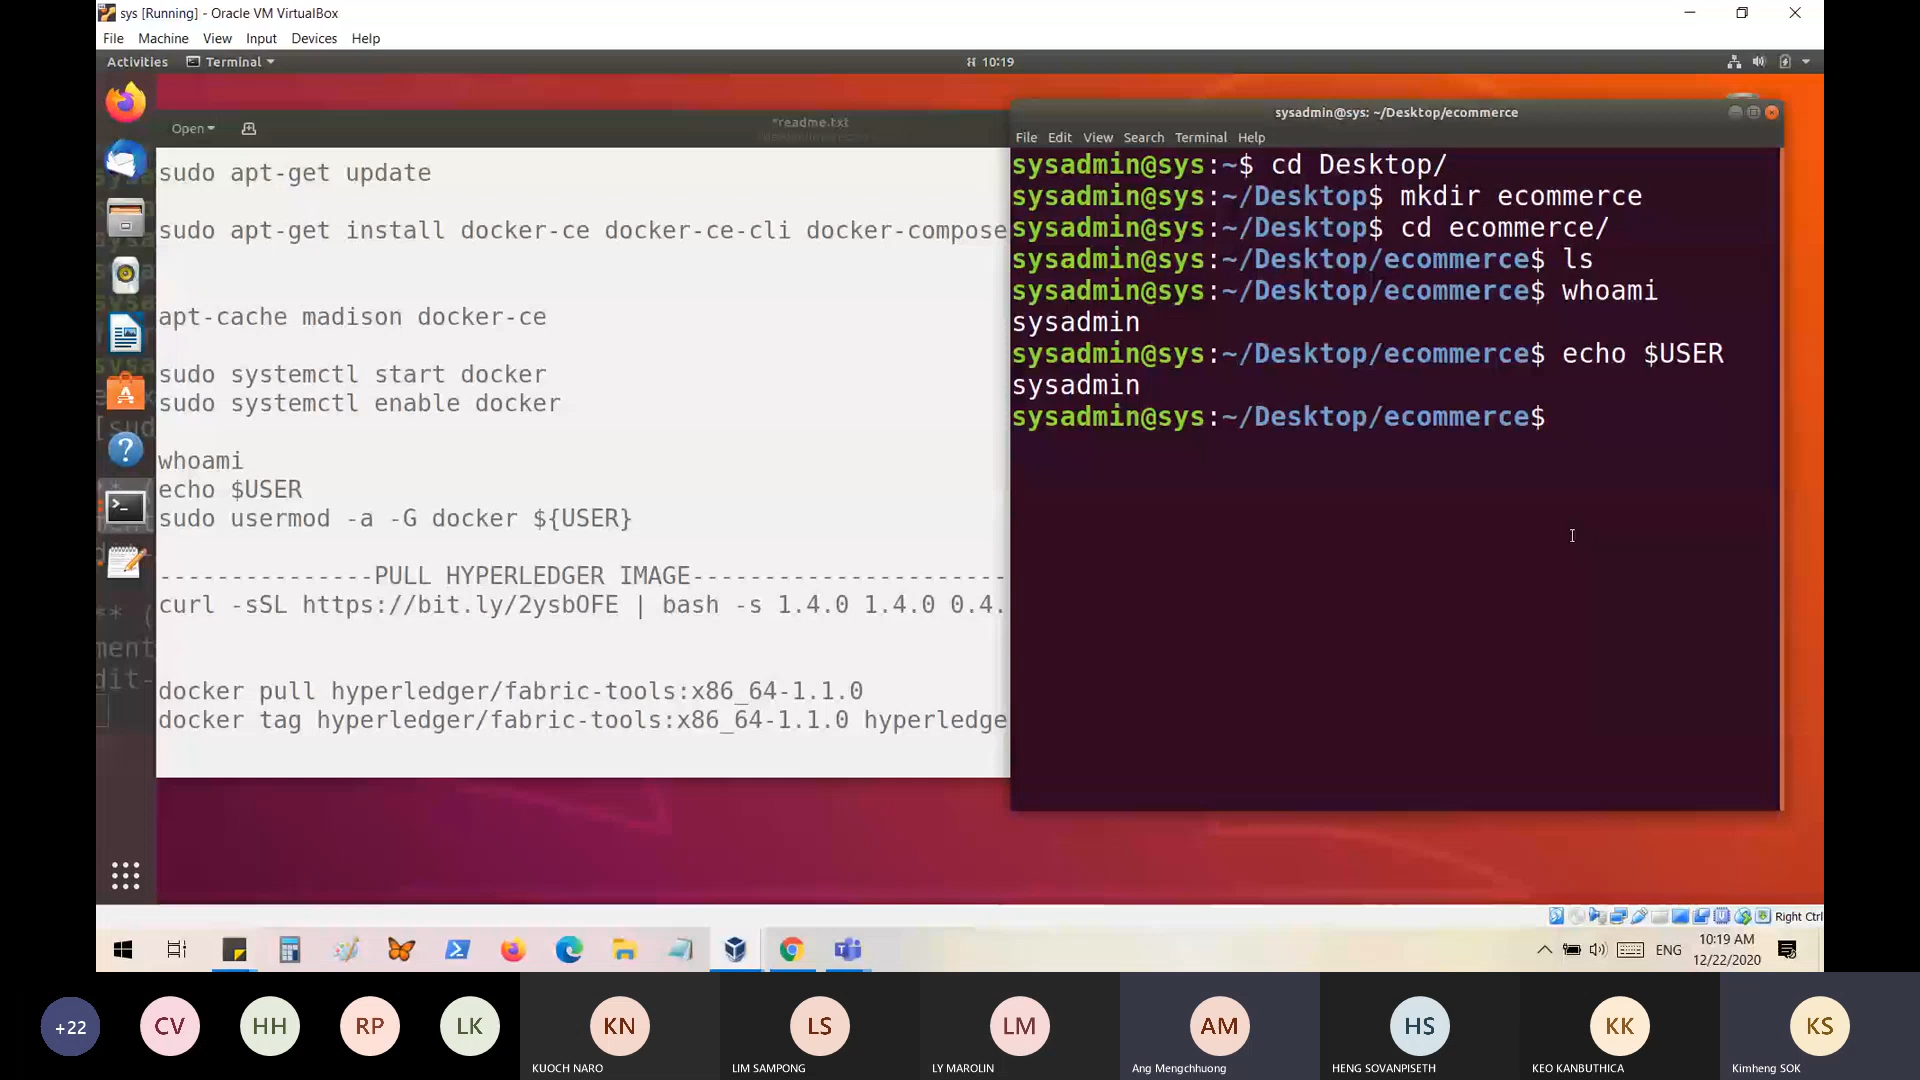 sys [Running] - Oracle VM VirtualBox
File Machine View Input Devices Help
Activities Terminal 10:19
Open *readme.txt
sudo apt-get update
sudo apt-get install docker-ce docker-ce-cli docker-compose
apt-cache madison docker-ce
sudo systemctl start docker
sudo systemctl enable docker
whoami
echo $USER
sudo usermod -a -G docker ${USER}
---------------PULL HYPERLEDGER IMAGE----------------------
curl -sSL https://bit.ly/2ysbOFE | bash -s 1.4.0 1.4.0 0.4.
docker pull hyperledger/fabric-tools:x86_64-1.1.0
docker tag hyperledger/fabric-tools:x86_64-1.1.0 hyperledge
sysadmin@sys: ~/Desktop/ecommerce
File Edit View Search Terminal Help
sysadmin@sys:~$ cd Desktop/
sysadmin@sys:~/Desktop$ mkdir ecommerce
sysadmin@sys:~/Desktop$ cd ecommerce/
sysadmin@sys:~/Desktop/ecommerce$ ls
sysadmin@sys:~/Desktop/ecommerce$ whoami
sysadmin
sysadmin@sys:~/Desktop/ecommerce$ echo $USER
sysadmin
sysadmin@sys:~/Desktop/ecommerce$
Right Ctrl
ENG
10:19 AM
12/22/2020
+22 CV HH RP LK KN LS LM AM HS KK KS
KUOCH NARO LIM SAMPONG LY MAROLIN Ang Mengchhuong HENG SOVANPISETH KEO KANBUTHICA Kimheng SOK